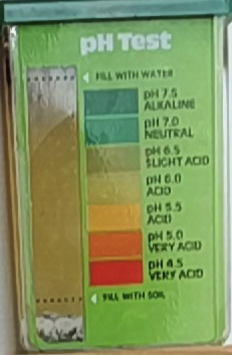 pH Test
FILL WITH WATER
pH 7.5
ALKALINE
pH 7.0
NEUTRAL
pH 6.5
SLIGHT ACID
pH 6.0
ACID
pH 5.5
ACID
pH 5.0
VERY ACID
pH 4.5
VERY ACID
FILL WITH SOIL